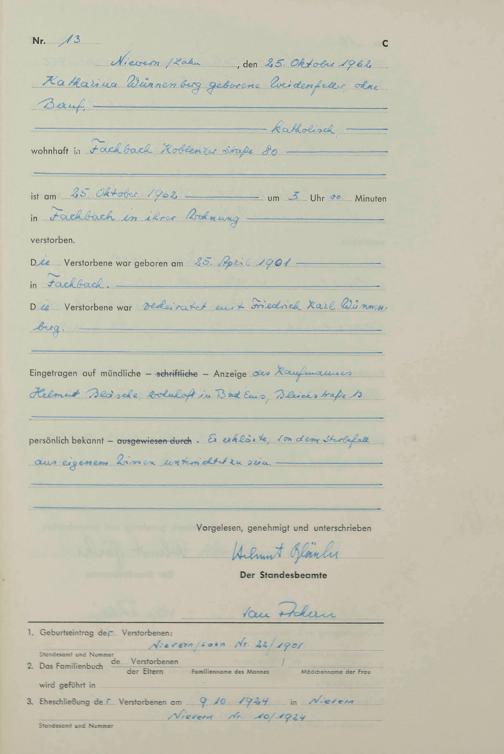 Nr. 13
C
Nievern/Lahn, den 25. Oktober 1962
Katharina Wünnenberg geborene Weidenfeller, ohne
Beruf.
katholisch,
wohnhaft in Fachbach Koblenzer Straße 80
ist am 25. Oktober 1962 um 3 Uhr 00 Minuten
in Fachbach in ihrer Wohnung
verstorben.
Die Verstorbene war geboren am 25. April 1901
in Fachbach.
Die Verstorbene war verheiratet mit Friedrich Karl Wünnen-
berg.
Eingetragen auf mündliche – schriftliche – Anzeige des Kaufmannes
Helmut Bläsche, wohnhaft in Bad Ems, Bleichstraße 13
persönlich bekannt – ausgewiesen durch. Er erklärte, von dem Sterbefall
aus eigenem Wissen unterrichtet zu sein
Vorgelesen, genehmigt und unterschrieben
Helmut
Der Standesbeamte
1. Geburtseintrag der Verstorbenen:
Nievern/Lahn Nr. 22/1901
Standesamt und Nummer
2. Das Familienbuch de Verstorbenen
der Eltern
Familienname des Mannes Mädchenname der Frau
wird geführt in
3. Eheschließung der Verstorbenen am 9.10.1924 in Nievern
Nievern Nr. 10/1924
Standesamt und Nummer